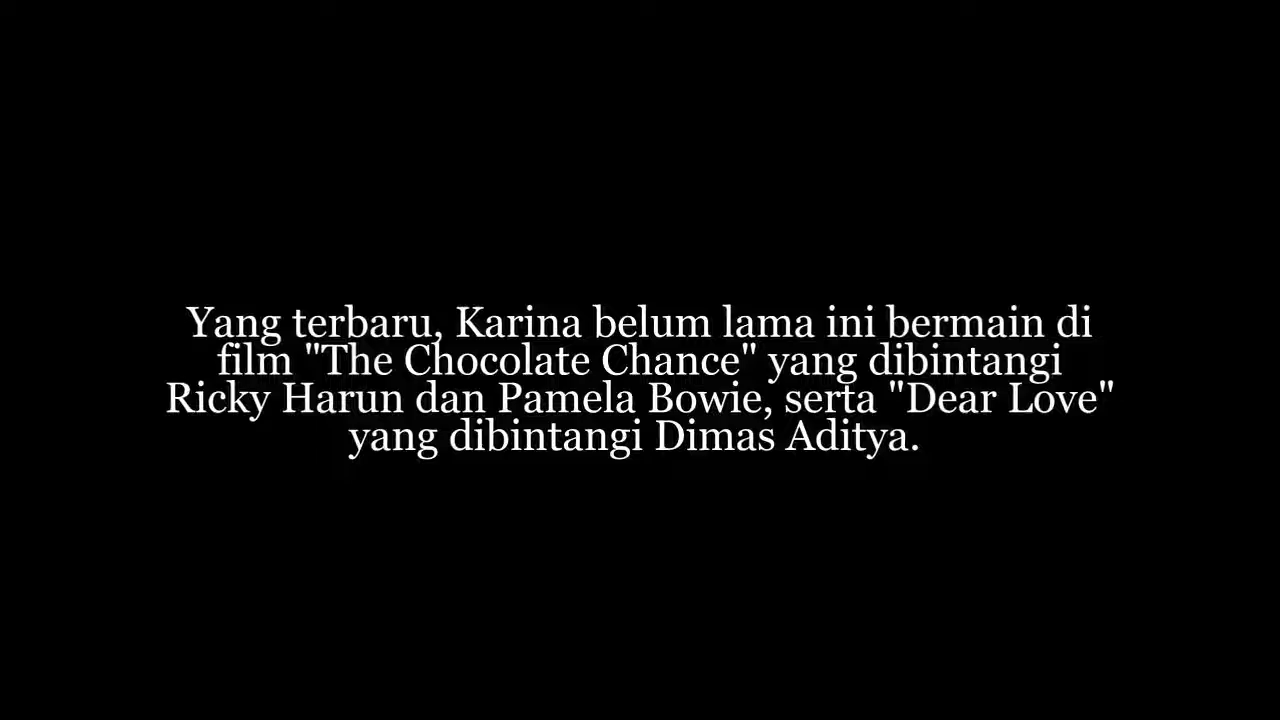 Yang terbaru, Karina belum lama ini bermain di
film "The Chocolate Chance" yang dibintangi
Ricky Harun dan Pamela Bowie, serta "Dear Love"
yang dibintangi Dimas Aditya.